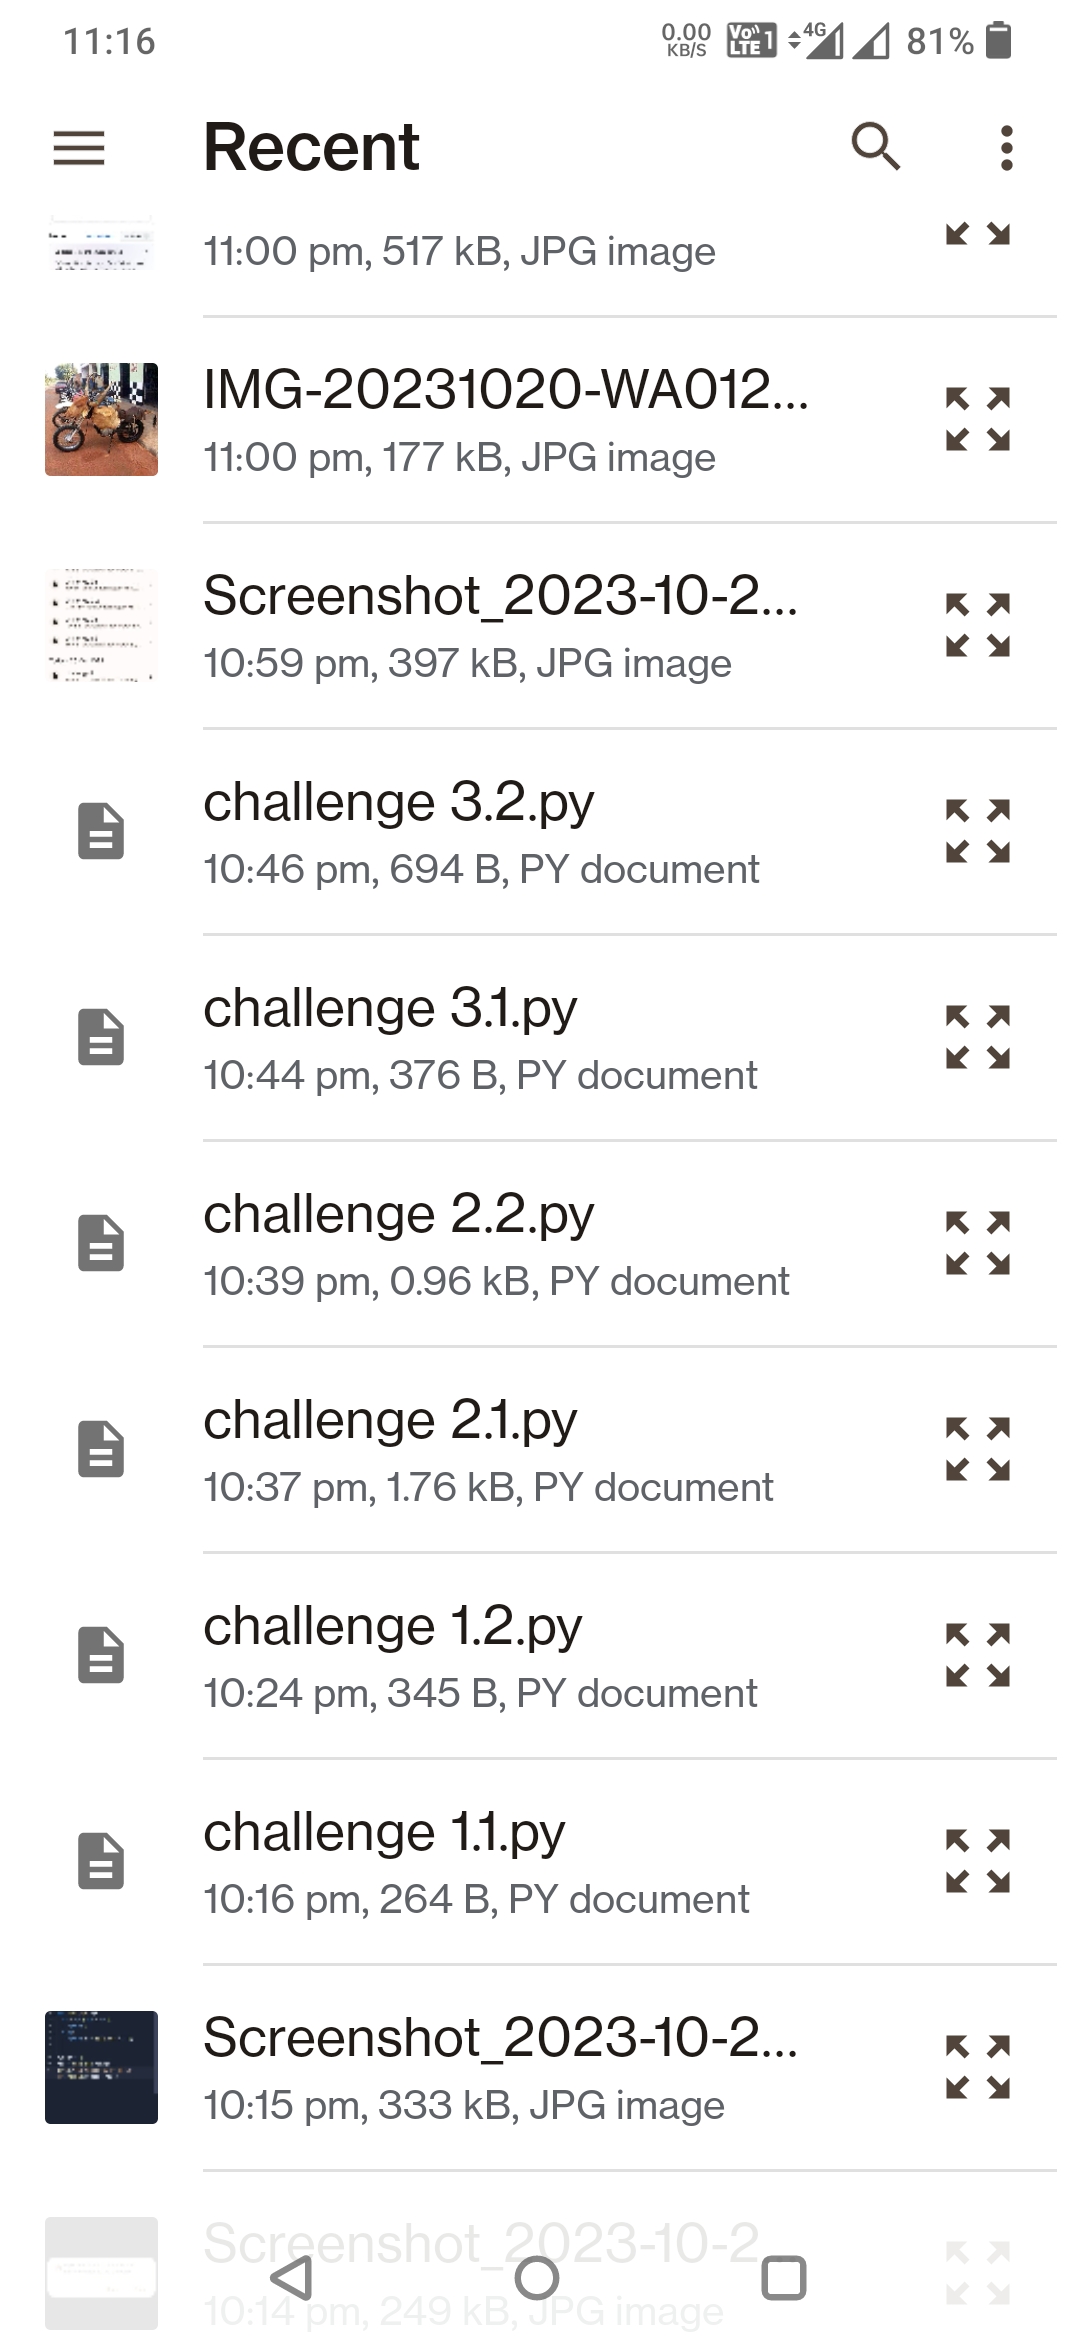 11:16
0.00
KB/S
Vo LTE 1
4G
81%
Recent
11:00 pm, 517 kB, JPG image
IMG-20231020-WA012...
11:00 pm, 177 kB, JPG image
Screenshot_2023-10-2...
10:59 pm, 397 kB, JPG image
challenge 3.2.py
10:46 pm, 694 B, PY document
challenge 3.1.py
10:44 pm, 376 B, PY document
challenge 2.2.py
10:39 pm, 0.96 kB, PY document
challenge 2.1.py
10:37 pm, 1.76 kB, PY document
challenge 1.2.py
10:24 pm, 345 B, PY document
challenge 1.1.py
10:16 pm, 264 B, PY document
Screenshot_2023-10-2...
10:15 pm, 333 kB, JPG image
Screenshot_2023-10-2...
10:14 pm, 249 kB, JPG image